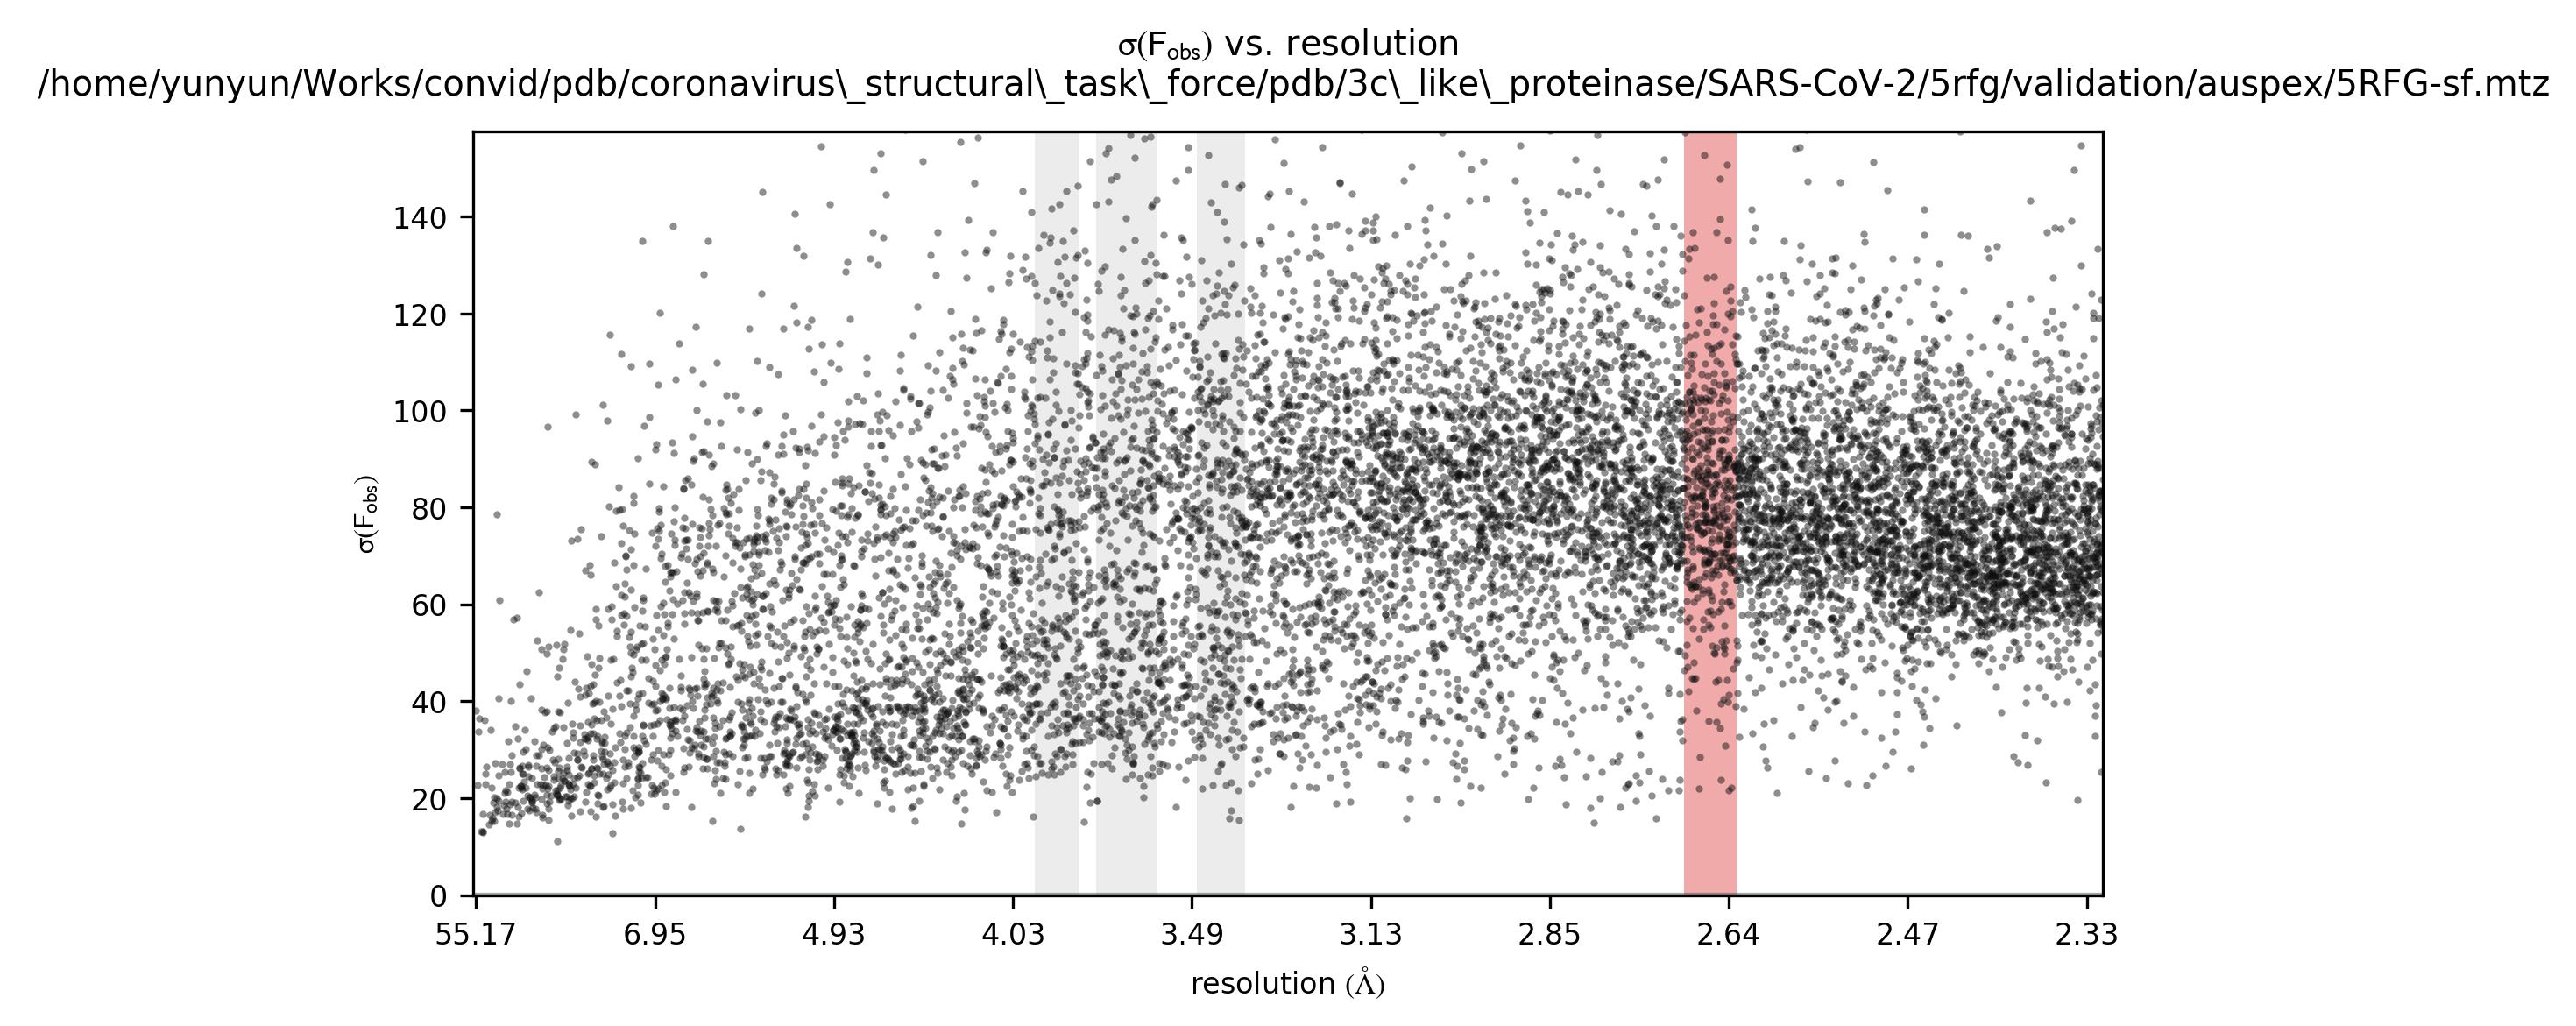 σ(F_obs) vs. resolution
/home/yunyun/Works/convid/pdb/coronavirus\_structural\_task\_force/pdb/3c\_like\_proteinase/SARS-CoV-2/5rfg/validation/auspex/5RFG-sf.mtz
140
120
100
80
60
40
20
0
σ(F_obs)
55.17 6.95 4.93 4.03 3.49 3.13 2.85 2.64 2.47 2.33
resolution (Å)